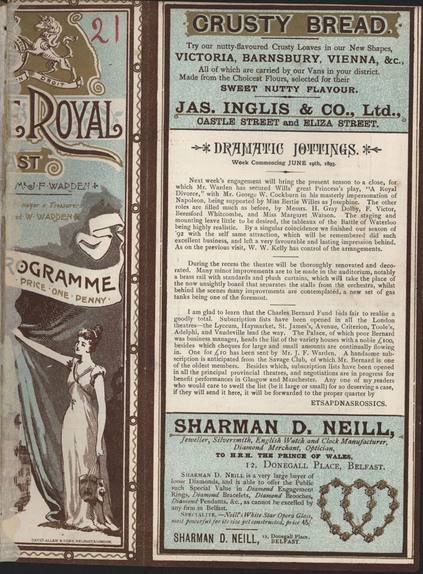 21
E ROYAL
ST
Mr J. F. WARDEN
W. WARDEN
OGRAMME
PRICE · ONE · PENNY
CRUSTY BREAD.
Try our nutty-flavoured Crusty Loaves in our New Shapes,
VICTORIA, BARNSBURY, VIENNA, &c.,
All of which are carried by our Vans in your district.
Made from the Choicest Flours, selected for their
SWEET NUTTY FLAVOUR.
JAS. INGLIS & CO., Ltd.,
CASTLE STREET and ELIZA STREET.
DRAMATIC JOTTINGS.
Week Commencing JUNE 19th, 1893.
Next week's engagement will bring the present season to a close, for
which Mr. Warden has secured Wills' great Princess's play, "A Royal
Divorce," with Mr. George W. Cockburn in his masterly impersonation of
Napoleon, being supported by Miss Bertie Willis as Josephine. The other
roles are filled much as before, by Messrs. H. Gray Dolby, F. Victor,
Beresford Whitcombe, and Miss Margaret Watson. The staging and
mounting leave little to be desired, the tableaux of the Battle of Waterloo
being highly realistic. By a singular coincidence we finished our season of
'92 with the self same attraction, which will be remembered did such
excellent business, and left a very favourable and lasting impression behind.
As on the previous visit, W. W. Kelly has control of the arrangements.
During the recess the theatre will be thoroughly renovated and deco-
rated. Many minor improvements are to be made in the auditorium, notably
a brass rail with standards and plush curtains, which will take the place of
the now unsightly board that separates the stalls from the orchestra, whilst
behind the scenes many improvements are contemplated, a new set of gas
tanks being one of the foremost.
I am glad to learn that the Charles Bernard Fund bids fair to realise a
goodly total. Subscription lists have been opened in all the London
theatres—the Lyceum, Haymarket, St. James's, Avenue, Criterion, Toole's,
Adelphi, and Vaudeville lead the way. The Palace, of which poor Bernard
was business manager, heads the list of the variety houses with a noble £100,
besides which cheques for large and small amounts are continually flowing
in. One for £10 has been sent by Mr. J. F. Warden. A handsome sub-
scription is anticipated from the Savage Club, of which Mr. Bernard is one
of the oldest members. Besides which, subscription lists have been opened
in all the principal provincial theatres, and negotiations are in progress for
benefit performances in Glasgow and Manchester. Any one of my readers
who would care to swell the list (be it large or small) for so deserving a case,
if they will send it here, it will be forwarded to the proper quarter by
ETSAPDNASROSSICS.
SHARMAN D. NEILL,
Jeweller, Silversmith, English Watch and Clock Manufacturer,
Diamond Merchant, Optician,
TO H.R.H. THE PRINCE OF WALES,
12, DONEGALL PLACE, BELFAST.
SHARMAN D. NEILL is a very large buyer of
loose Diamonds, and is able to offer the Public
such Special Value in Diamond Engagement
Rings, Diamond Bracelets, Diamond Brooches,
Diamond Pendants, &c., as cannot be excelled by
any firm in Belfast.
SPECIALITE.—Neill's White Star Opera Glass,
most powerful for its size yet constructed, price 45/-
SHARMAN D. NEILL, 12, Donegall Place,
BELFAST